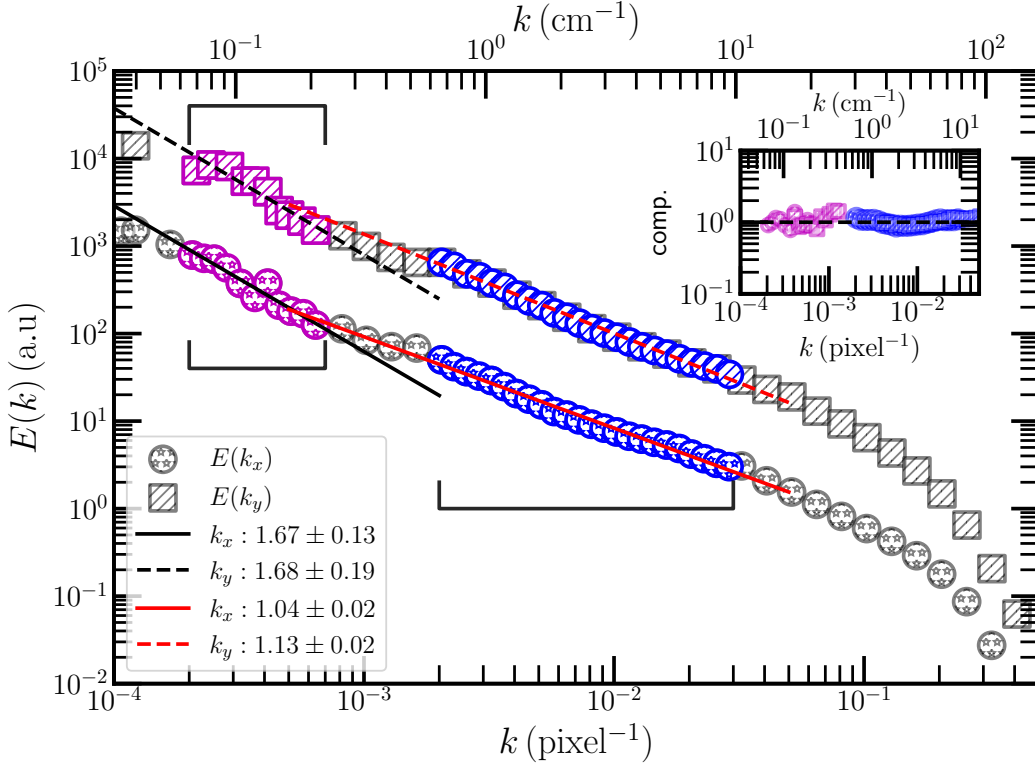 k (cm⁻¹)
10⁻¹ 10⁰ 10¹ 10²
10⁵
10⁴
10³
10²
10¹
10⁰
10⁻¹
10⁻²
E(k) (a.u)
k (cm⁻¹)
10⁻¹ 10⁰ 10¹
10¹
10⁰
10⁻¹
comp.
10⁻⁴ 10⁻³ 10⁻²
k (pixel⁻¹)
E(kₓ)
E(k_y)
kₓ : 1.67 ± 0.13
k_y : 1.68 ± 0.19
kₓ : 1.04 ± 0.02
k_y : 1.13 ± 0.02
10⁻⁴ 10⁻³ 10⁻² 10⁻¹
k (pixel⁻¹)